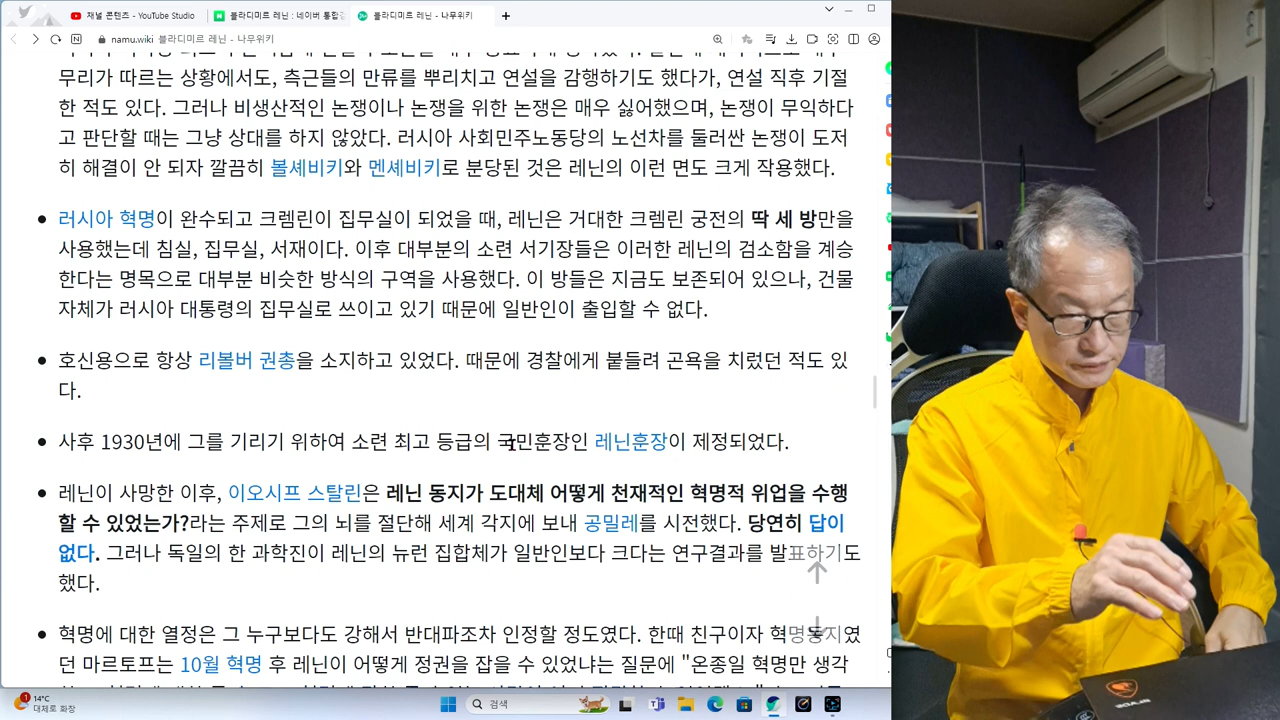 채널 콘텐츠 - YouTube Studio
블라디미르 레닌 : 네이버 통합검
블라디미르 레닌 - 나무위키
namu.wiki 블라디미르 레닌 - 나무위키
무리가 따르는 상황에서도, 측근들의 만류를 뿌리치고 연설을 감행하기도 했다가, 연설 직후 기절
한 적도 있다. 그러나 비생산적인 논쟁이나 논쟁을 위한 논쟁은 매우 싫어했으며, 논쟁이 무익하다
고 판단할 때는 그냥 상대를 하지 않았다. 러시아 사회민주노동당의 노선차를 둘러싼 논쟁이 도저
히 해결이 안 되자 깔끔히 볼셰비키와 멘셰비키로 분당된 것은 레닌의 이런 면도 크게 작용했다.
러시아 혁명이 완수되고 크렘린이 집무실이 되었을 때, 레닌은 거대한 크렘린 궁전의 딱 세 방만을
사용했는데 침실, 집무실, 서재이다. 이후 대부분의 소련 서기장들은 이러한 레닌의 검소함을 계승
한다는 명목으로 대부분 비슷한 방식의 구역을 사용했다. 이 방들은 지금도 보존되어 있으나, 건물
자체가 러시아 대통령의 집무실로 쓰이고 있기 때문에 일반인이 출입할 수 없다.
호신용으로 항상 리볼버 권총을 소지하고 있었다. 때문에 경찰에게 붙들려 곤욕을 치렀던 적도 있
다.
사후 1930년에 그를 기리기 위하여 소련 최고 등급의 국민훈장인 레닌훈장이 제정되었다.
레닌이 사망한 이후, 이오시프 스탈린은 레닌 동지가 도대체 어떻게 천재적인 혁명적 위업을 수행
할 수 있었는가?라는 주제로 그의 뇌를 절단해 세계 각지에 보내 공밀레를 시전했다. 당연히 답이
없다. 그러나 독일의 한 과학진이 레닌의 뉴런 집합체가 일반인보다 크다는 연구결과를 발표하기도
했다.
혁명에 대한 열정은 그 누구보다도 강해서 반대파조차 인정할 정도였다. 한때 친구이자 혁명동지였
던 마르토프는 10월 혁명 후 레닌이 어떻게 정권을 잡을 수 있었냐는 질문에 "온종일 혁명만 생각
1
14°C
대체로 화창
검색